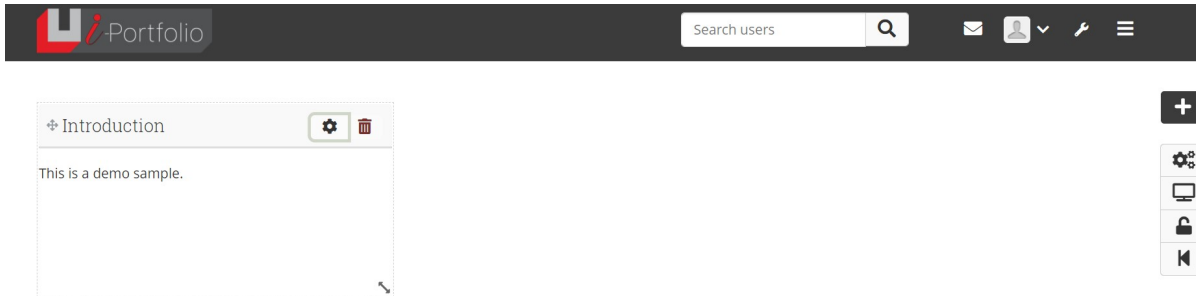 i-Portfolio
Search users
Introduction
This is a demo sample.